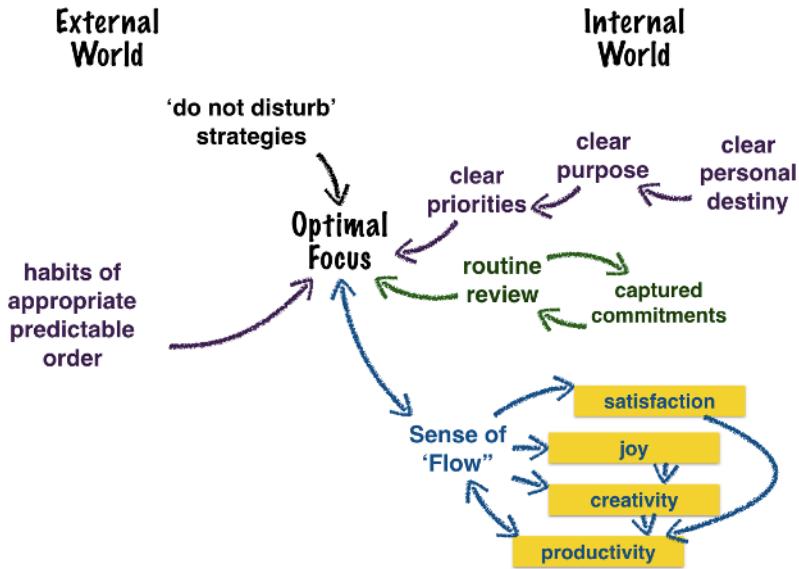 External
World
Internal
World
‘do not disturb’
strategies
clear
priorities
clear
purpose
clear
personal
destiny
Optimal
Focus
habits of
appropriate
predictable
order
routine
review
captured
commitments
Sense of
‘Flow”
satisfaction
joy
creativity
productivity